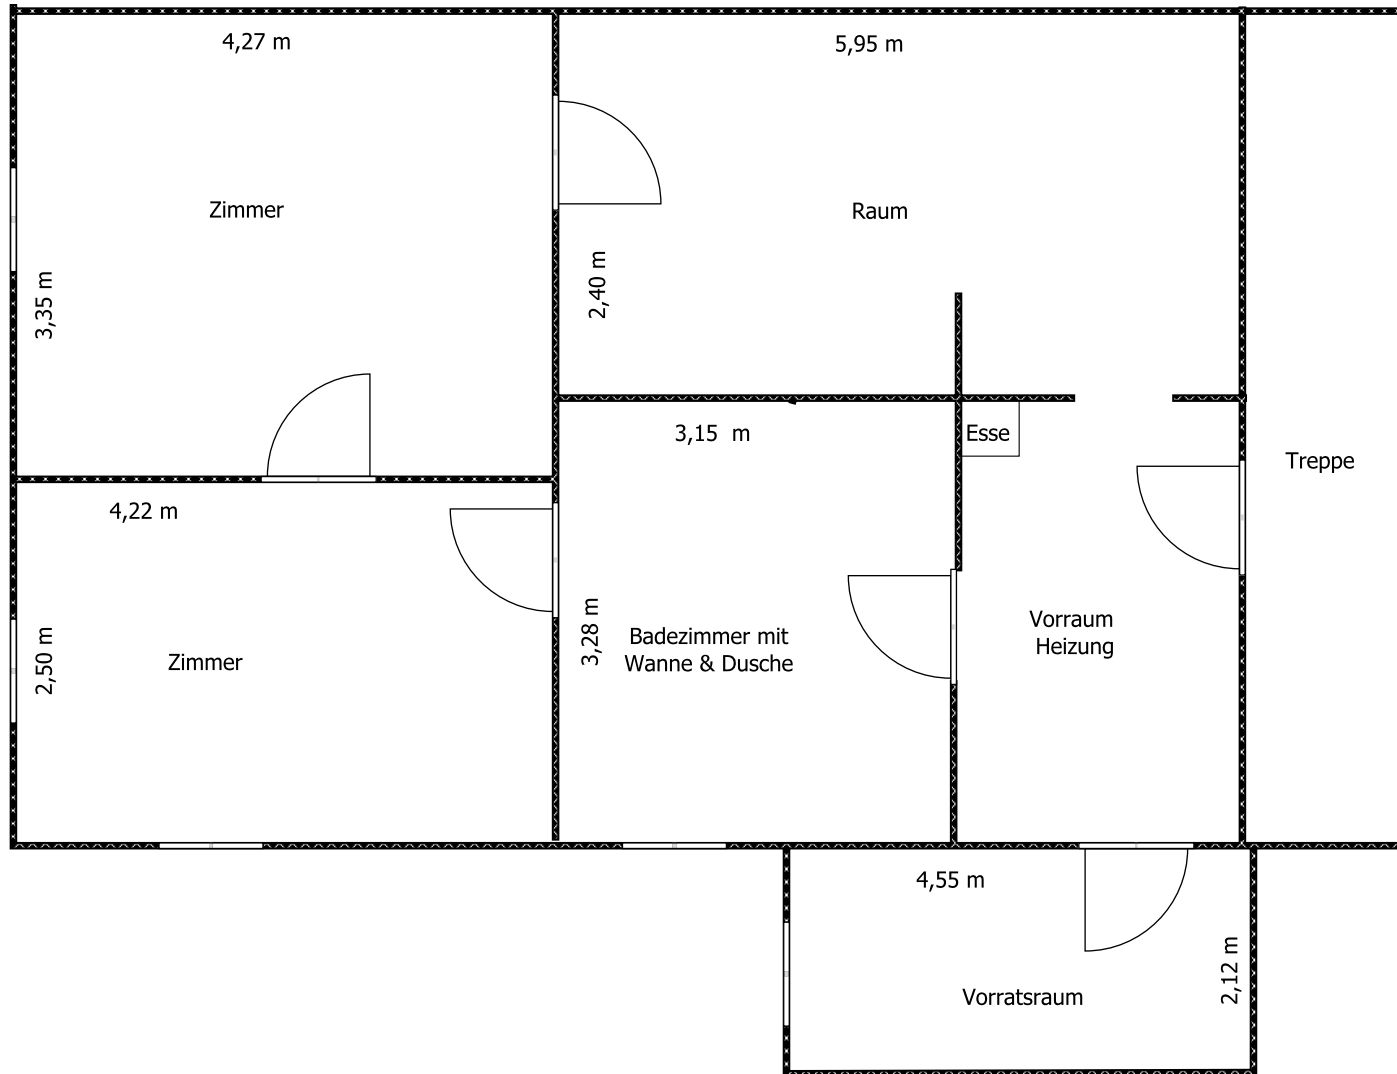 4,27 m
5,95 m
Zimmer
Raum
2,40 m
3,35 m
3,15  m
Esse
Treppe
4,22 m
3,28 m
Badezimmer mit
Wanne & Dusche
Vorraum
Heizung
2,50 m
Zimmer
4,55 m
2,12 m
Vorratsraum